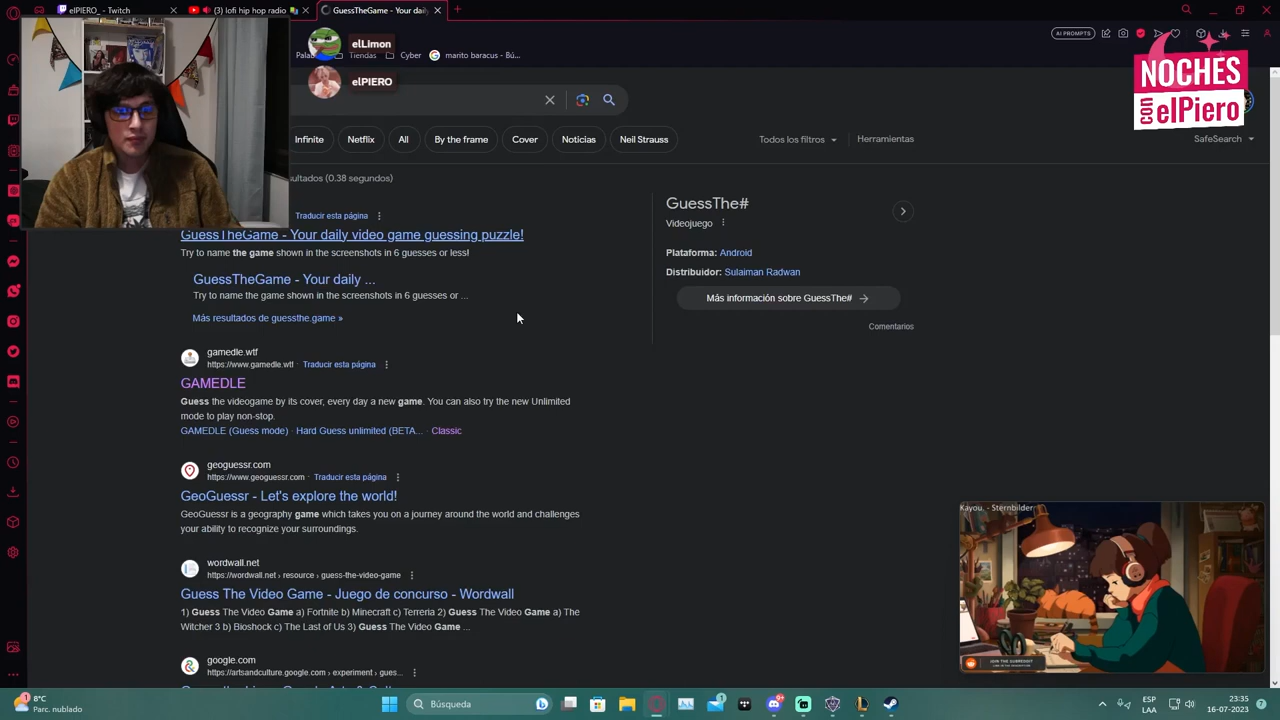 elPIERO_ - Twitch
(3) lofi hip hop radio
GuessTheGame - Your daily
AI PROMPTS
elLImon
elPIERO
Tiendas
Cyber
marito baracus - Bú...
NOCHES
con elPiero
Infinite
Netflix
All
By the frame
Cover
Noticias
Neil Strauss
Todos los filtros
Herramientas
SafeSearch
(0.38 segundos)
Traducir esta página
GuessTheGame - Your daily video game guessing puzzle!
Try to name the game shown in the screenshots in 6 guesses or less!
GuessTheGame - Your daily ...
Try to name the game shown in the screenshots in 6 guesses or ...
Más resultados de guessthe.game »
gamedle.wtf
https://www.gamedle.wtf · Traducir esta página
GAMEDLE
Guess the videogame by its cover, every day a new game. You can also try the new Unlimited
mode to play non-stop.
GAMEDLE (Guess mode) · Hard Guess unlimited (BETA... · Classic
geoguessr.com
https://www.geoguessr.com · Traducir esta página
GeoGuessr - Let's explore the world!
GeoGuessr is a geography game which takes you on a journey around the world and challenges
your ability to recognize your surroundings.
wordwall.net
https://wordwall.net › resource › guess-the-video-game
Guess The Video Game - Juego de concurso - Wordwall
1) Guess The Video Game a) Fortnite b) Minecraft c) Terreria 2) Guess The Video Game a) The
Witcher 3 b) Bioshock c) The Last of Us 3) Guess The Video Game ...
google.com
https://artsandculture.google.com › experiment › gues...
GuessThe#
Videojuego
Plataforma: Android
Distribuidor: Sulaiman Radwan
Más información sobre GuessThe#
Comentarios
Kayou. - Sternbilder
JOIN THE SUBREDDIT
LINK IN THE DESCRIPTION
8°C
Parc. nublado
Búsqueda
ESP
LAA
23:35
16-07-2023